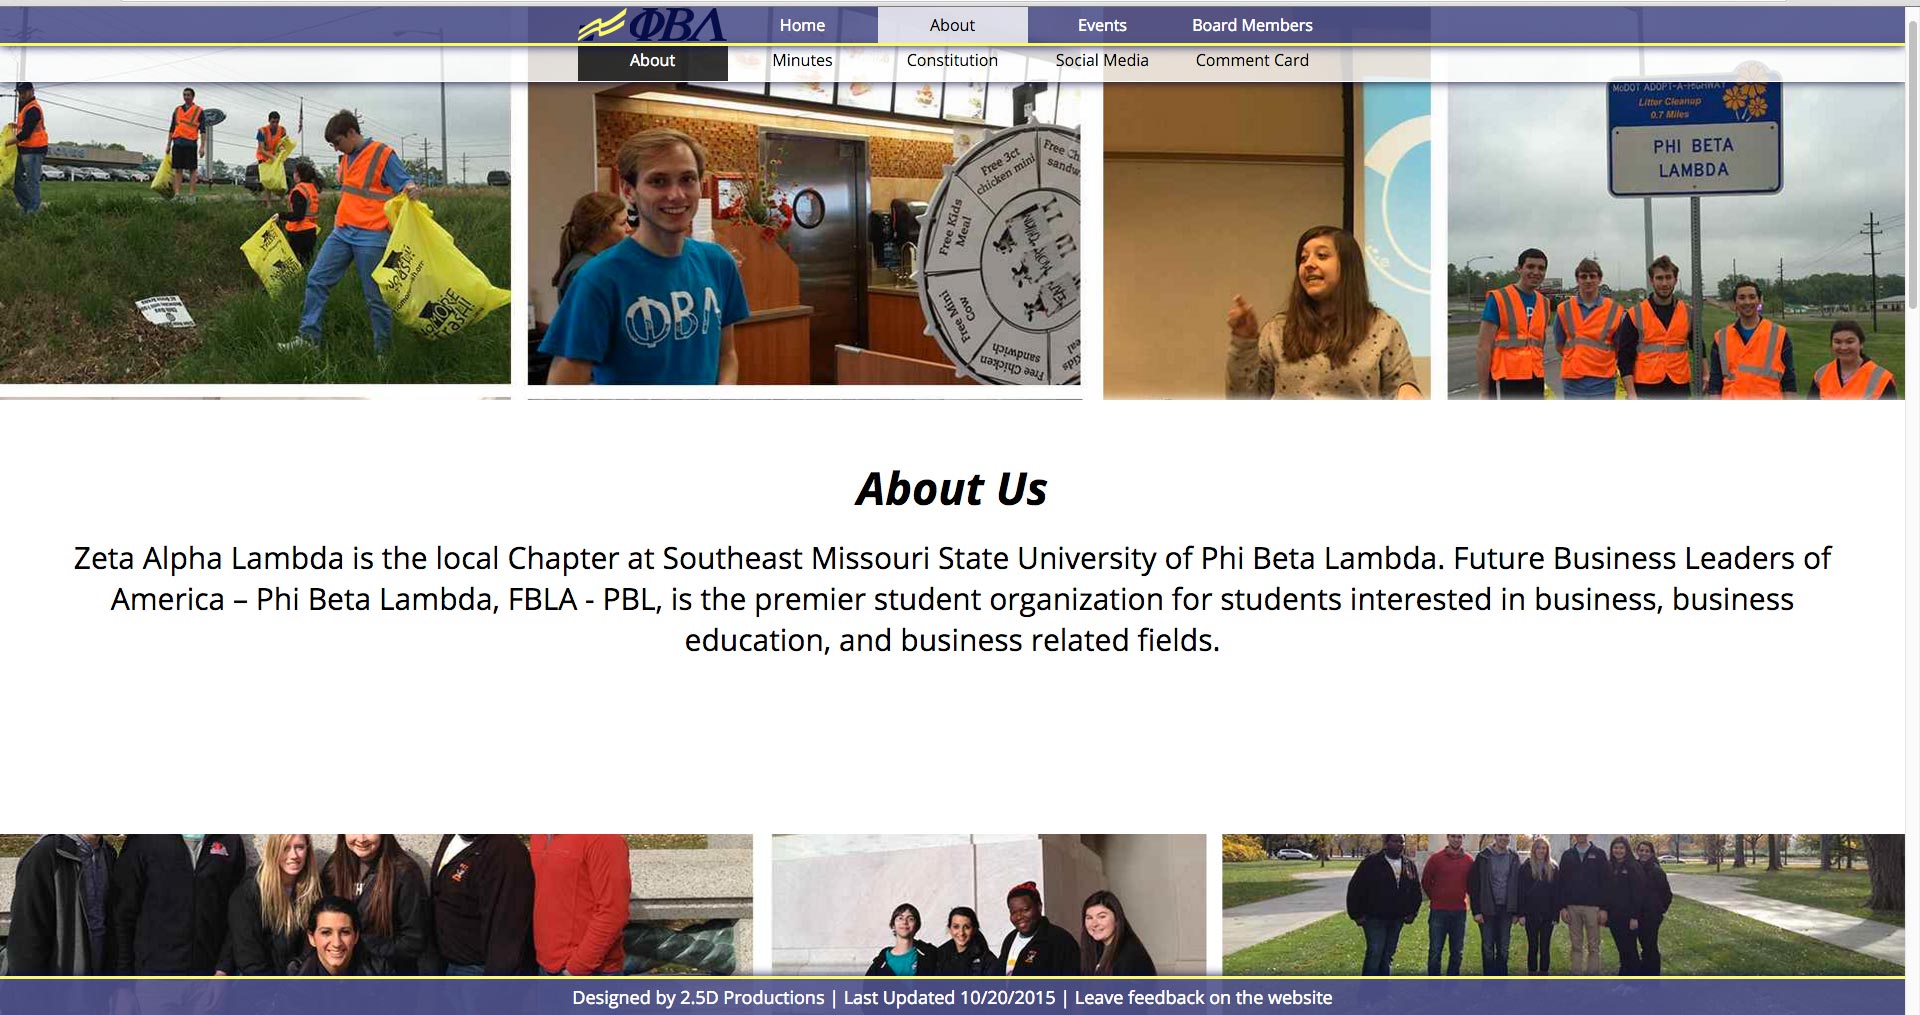 ΦΒΛ
Home
About
Events
Board Members
About
Minutes
Constitution
Social Media
Comment Card
MoDOT ADOPT-A-HIGHWAY
Litter Cleanup
0.7 Miles
PHI BETA
LAMBDA
Free 3ct
chicken mini
Free
sandw
Free Kids
Meal
Free Mini
Cow
Free Chicken
sandwich
ΦΒΛ
NO MORE
trash!
About Us
Zeta Alpha Lambda is the local Chapter at Southeast Missouri State University of Phi Beta Lambda. Future Business Leaders of
America – Phi Beta Lambda, FBLA - PBL, is the premier student organization for students interested in business, business
education, and business related fields.
Designed by 2.5D Productions | Last Updated 10/20/2015 | Leave feedback on the website